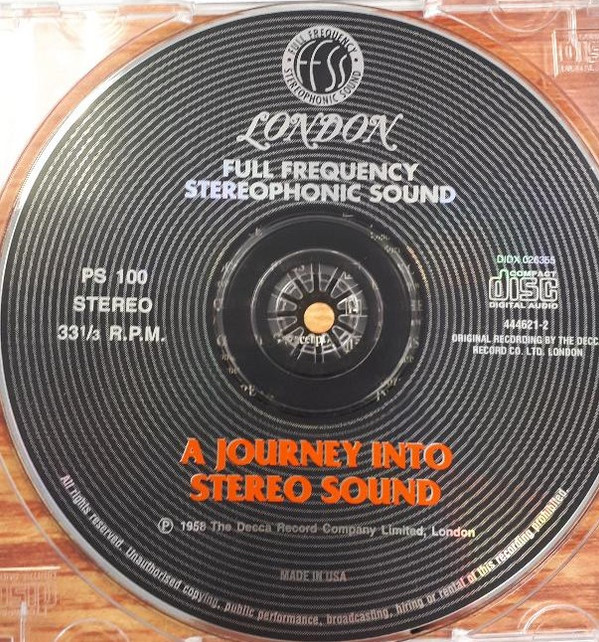 FULL FREQUENCY
STEREOPHONIC SOUND
FFSS
LONDON
FULL FREQUENCY
STEREOPHONIC SOUND
PS 100
STEREO
33 1/3 R.P.M.
DIDX 026355
COMPACT
disc
DIGITAL AUDIO
444621-2
ORIGINAL RECORDING BY THE DECCA
RECORD CO. LTD. LONDON
A JOURNEY INTO
STEREO SOUND
Ⓟ 1958 The Decca Record Company Limited, London
MADE IN USA
All rights reserved. Unauthorised copying, public performance, broadcasting, hiring or rental of this recording prohibited.